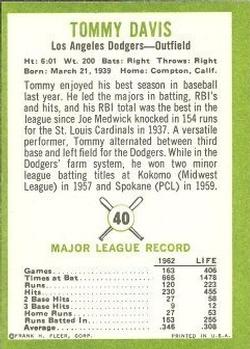 TOMMY DAVIS
Los Angeles Dodgers—Outfield
Ht: 6:01 Wt. 200 Bats: Right Throws: Right
Born: March 21, 1939 Home: Compton, Calif.
Tommy enjoyed his best season in baseball
last year. He led the majors in batting, RBI's
and hits, and his RBI total was the best in the
league since Joe Medwick knocked in 154 runs
for the St. Louis Cardinals in 1937. A versatile
performer, Tommy alternated between third
base and left field for the Dodgers. While in the
Dodgers' farm system, he won two minor
league batting titles at Kokomo (Midwest
League) in 1957 and Spokane (PCL) in 1959.
40
MAJOR LEAGUE RECORD
1962 LIFE
Games 163 406
Times at Bat 665 1478
Runs 120 223
Hits 230 455
2 Base Hits 27 58
3 Base Hits 9 12
Home Runs 27 53
Runs Batted In 153 255
Average .346 .308
©FRANK H. FLEER, CORP. PRINTED IN U.S.A.